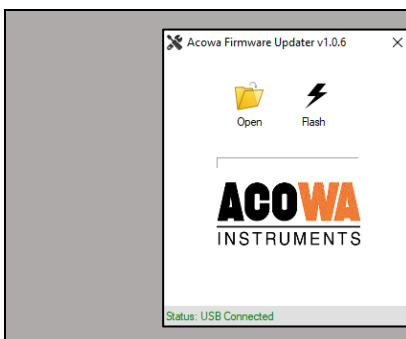 Acowa Firmware Updater v1.0.6
Open Flash
ACOWA
INSTRUMENTS
Status: USB Connected